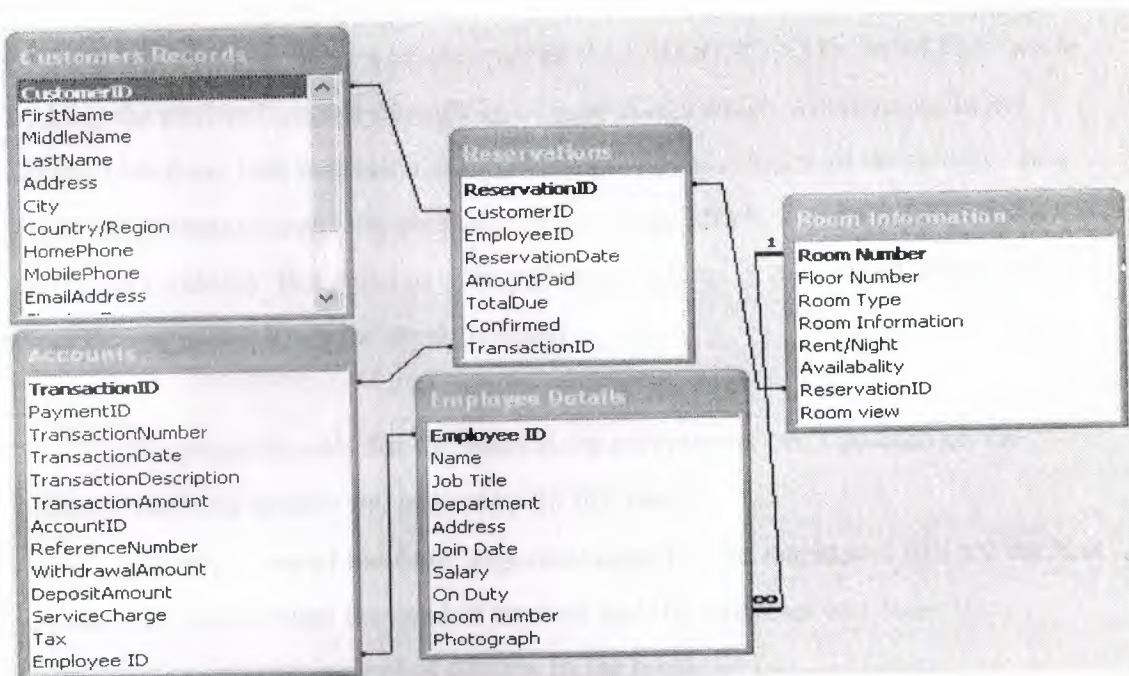 Customers Records
CustomerID
FirstName
MiddleName
LastName
Address
City
Country/Region
HomePhone
MobilePhone
EmailAddress
Reservations
ReservationID
CustomerID
EmployeeID
ReservationDate
AmountPaid
TotalDue
Confirmed
TransactionID
Room Information
1
Room Number
Floor Number
Room Type
Room Information
Rent/Night
Availabality
ReservationID
Room view
Accounts
TransactionID
PaymentID
TransactionNumber
TransactionDate
TransactionDescription
TransactionAmount
AccountID
ReferenceNumber
WithdrawalAmount
DepositAmount
ServiceCharge
Tax
Employee ID
Employee Details
Employee ID
Name
Job Title
Department
Address
Join Date
Salary
On Duty
Room number
Photograph
∞